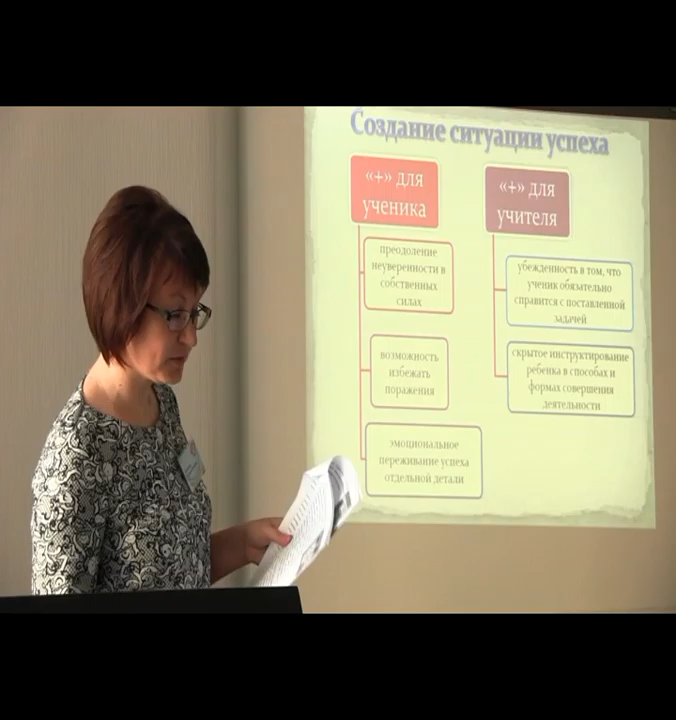 Создание ситуации успеха
«+» для
ученика
преодоление
неуверенности в
собственных
силах
возможность
избежать
поражения
эмоциональное
переживание успеха
отдельной детали
«+» для
учителя
убежденность в том, что
ученик обязательно
справится с поставленной
задачей
скрытое инструктирование
ребенка в способах и
формах совершения
деятельности